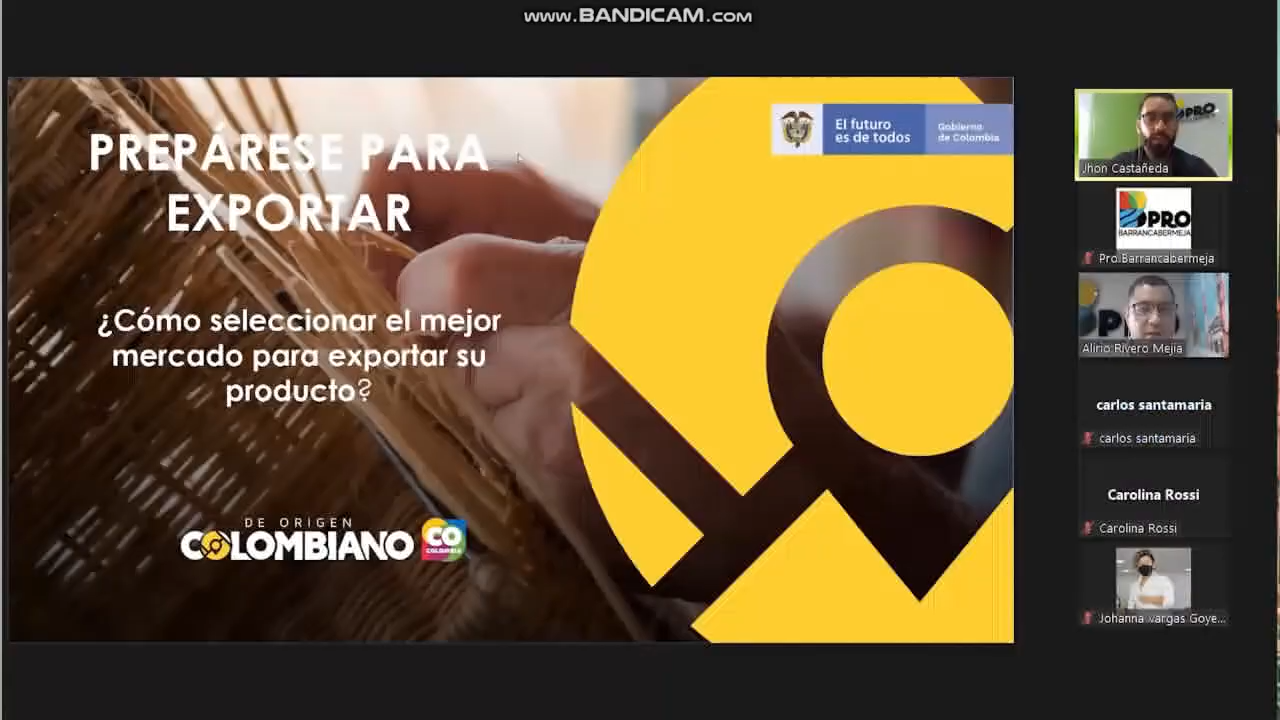 www.BANDICAM.com
PREPÁRESE PARA
EXPORTAR
¿Cómo seleccionar el mejor
mercado para exportar su
producto?
DE ORIGEN
COLOMBIANO
CO
COLOMBIA
El futuro
es de todos
Gobierno
de Colombia
PRO
Jhon Castañeda
PRO
BARRANCABERMEJA
Pro Barrancabermeja
Alirio Rivero Mejia
carlos santamaria
carlos santamaria
Carolina Rossi
Carolina Rossi
Johanna vargas Goye...